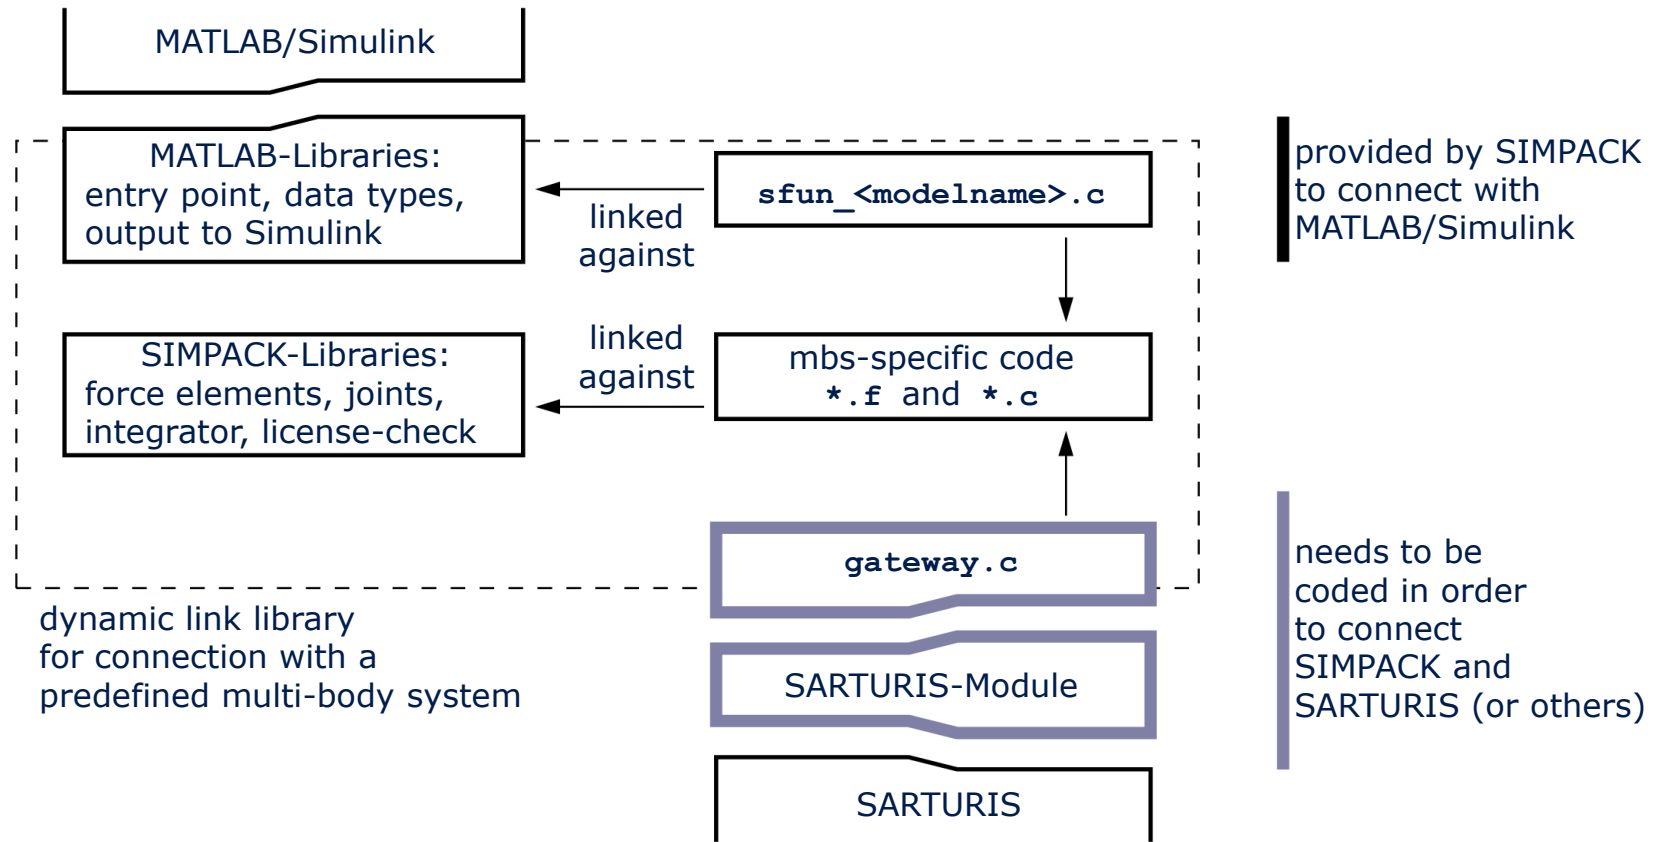 MATLAB/Simulink
MATLAB-Libraries:
entry point, data types,
output to Simulink
linked
against
sfun_<modelname>.c
provided by SIMPACK
to connect with
MATLAB/Simulink
SIMPACK-Libraries:
force elements, joints,
integrator, license-check
linked
against
mbs-specific code
*.f and *.c
gateway.c
dynamic link library
for connection with a
predefined multi-body system
SARTURIS-Module
SARTURIS
needs to be
coded in order
to connect
SIMPACK and
SARTURIS (or others)